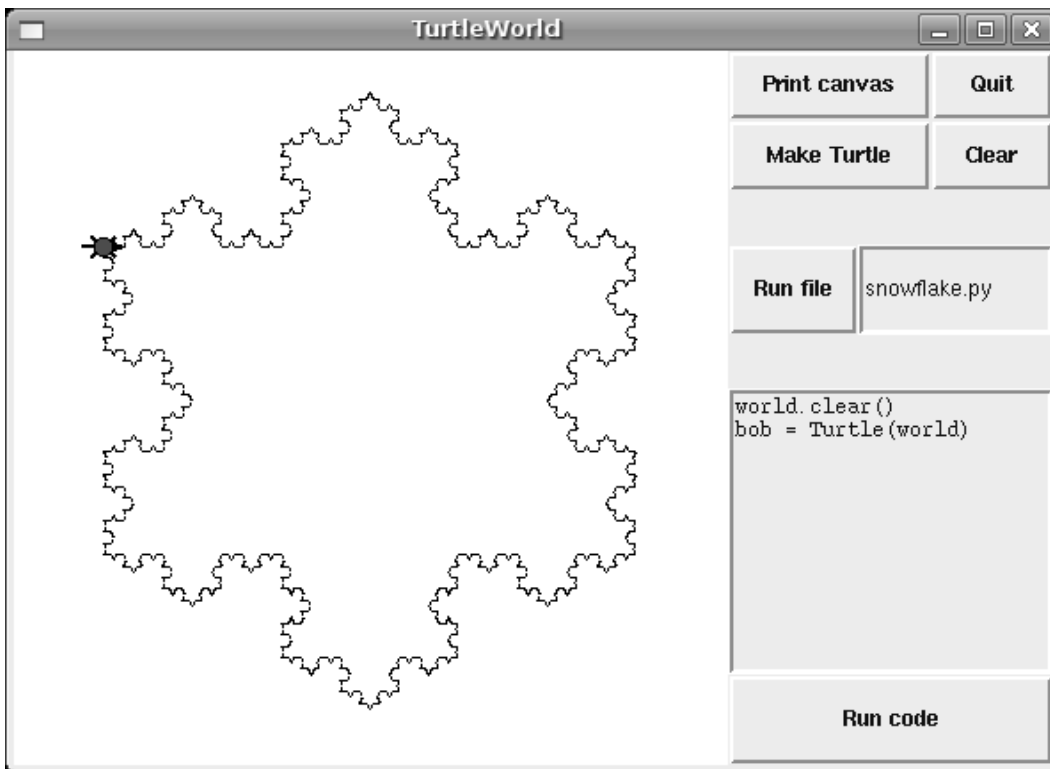 TurtleWorld
Print canvas
Quit
Make Turtle
Clear
Run file
snowflake.py
world.clear()
bob = Turtle(world)
Run code